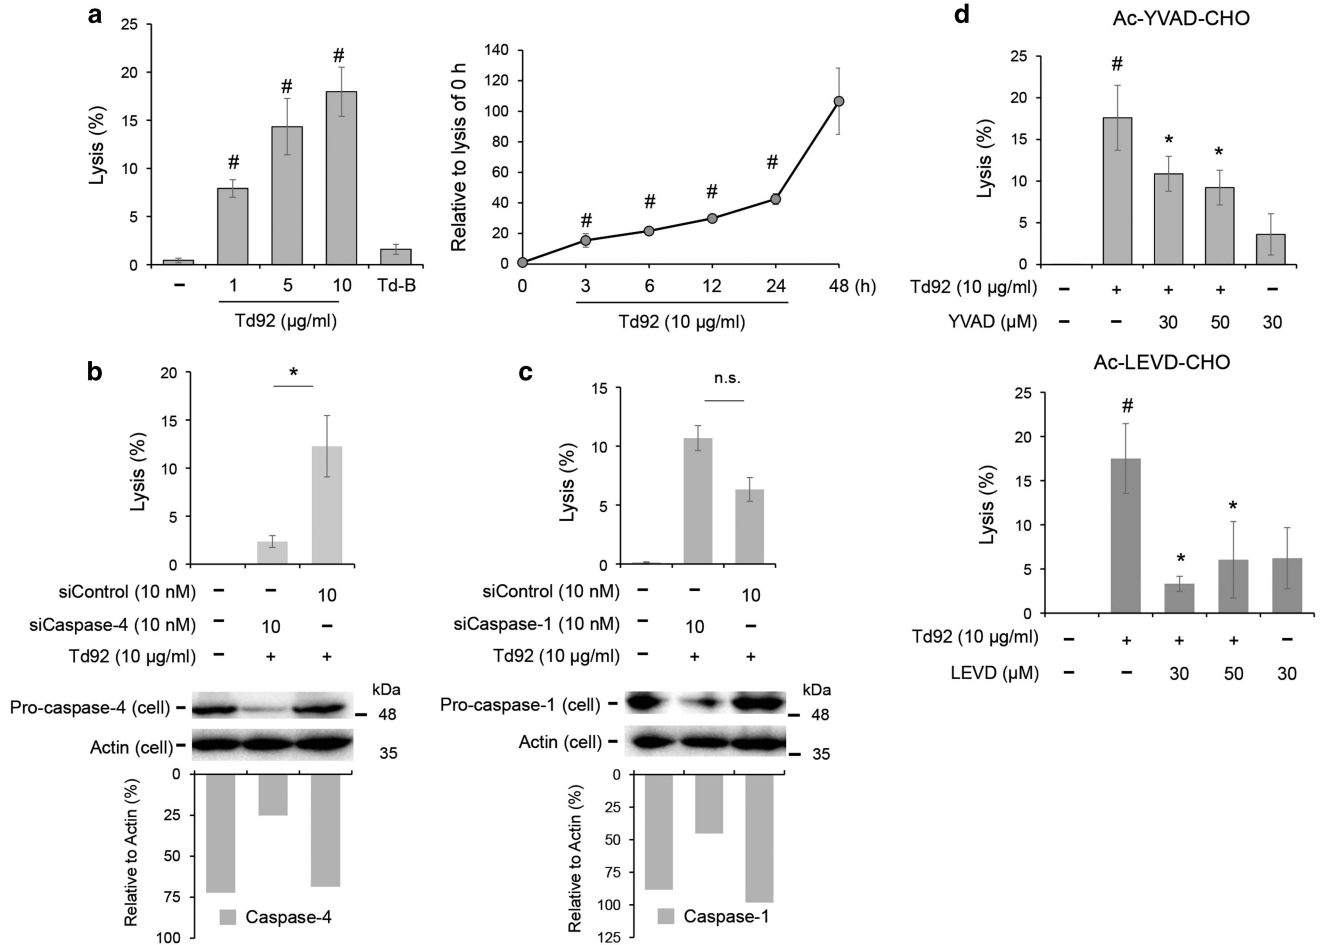 a
25
20
15
10
5
0
Lysis (%)
#
#
#
– 1 5 10 Td-B
Td92 (μg/ml)
140
120
100
80
60
40
20
0
Relative to lysis of 0 h
#
#
#
#
0 3 6 12 24 48 (h)
Td92 (10 μg/ml)
b
20
15
10
5
0
Lysis (%)
*
siControl (10 nM) – – 10
siCaspase-4 (10 nM) – 10 –
Td92 (10 μg/ml) – + +
kDa
Pro-caspase-4 (cell) – – 48
Actin (cell) – 35
0
25
50
75
100
Relative to Actin (%)
Caspase-4
c
15
10
5
0
Lysis (%)
n.s.
siControl (10 nM) – – 10
siCaspase-1 (10 nM) – 10 –
Td92 (10 μg/ml) – + +
kDa
Pro-caspase-1 (cell) – – 48
Actin (cell) – – 35
0
25
50
75
100
125
Relative to Actin (%)
Caspase-1
d
Ac-YVAD-CHO
25
20
15
10
5
0
Lysis (%)
#
*
*
Td92 (10 μg/ml) – + + + –
YVAD (μM) – – 30 50 30
Ac-LEVD-CHO
25
20
15
10
5
0
Lysis (%)
#
*
*
Td92 (10 μg/ml) – + + + –
LEVD (μM) – – 30 50 30